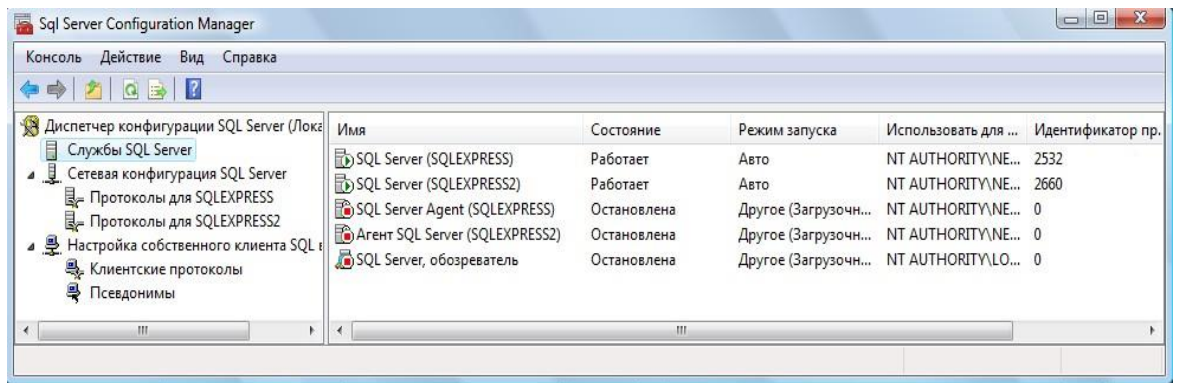 Sql Server Configuration Manager
Консоль Действие Вид Справка
Диспетчер конфигурации SQL Server (Лока
Службы SQL Server
Сетевая конфигурация SQL Server
Протоколы для SQLEXPRESS
Протоколы для SQLEXPRESS2
Настройка собственного клиента SQL
Клиентские протоколы
Псевдонимы
Имя Состояние Режим запуска Использовать для ... Идентификатор пр.
SQL Server (SQLEXPRESS) Работает Авто NT AUTHORITY\NE... 2532
SQL Server (SQLEXPRESS2) Работает Авто NT AUTHORITY\NE... 2660
SQL Server Agent (SQLEXPRESS) Остановлена Другое (Загрузочн... NT AUTHORITY\NE... 0
Агент SQL Server (SQLEXPRESS2) Остановлена Другое (Загрузочн... NT AUTHORITY\NE... 0
SQL Server, обозреватель Остановлена Другое (Загрузочн... NT AUTHORITY\LO... 0